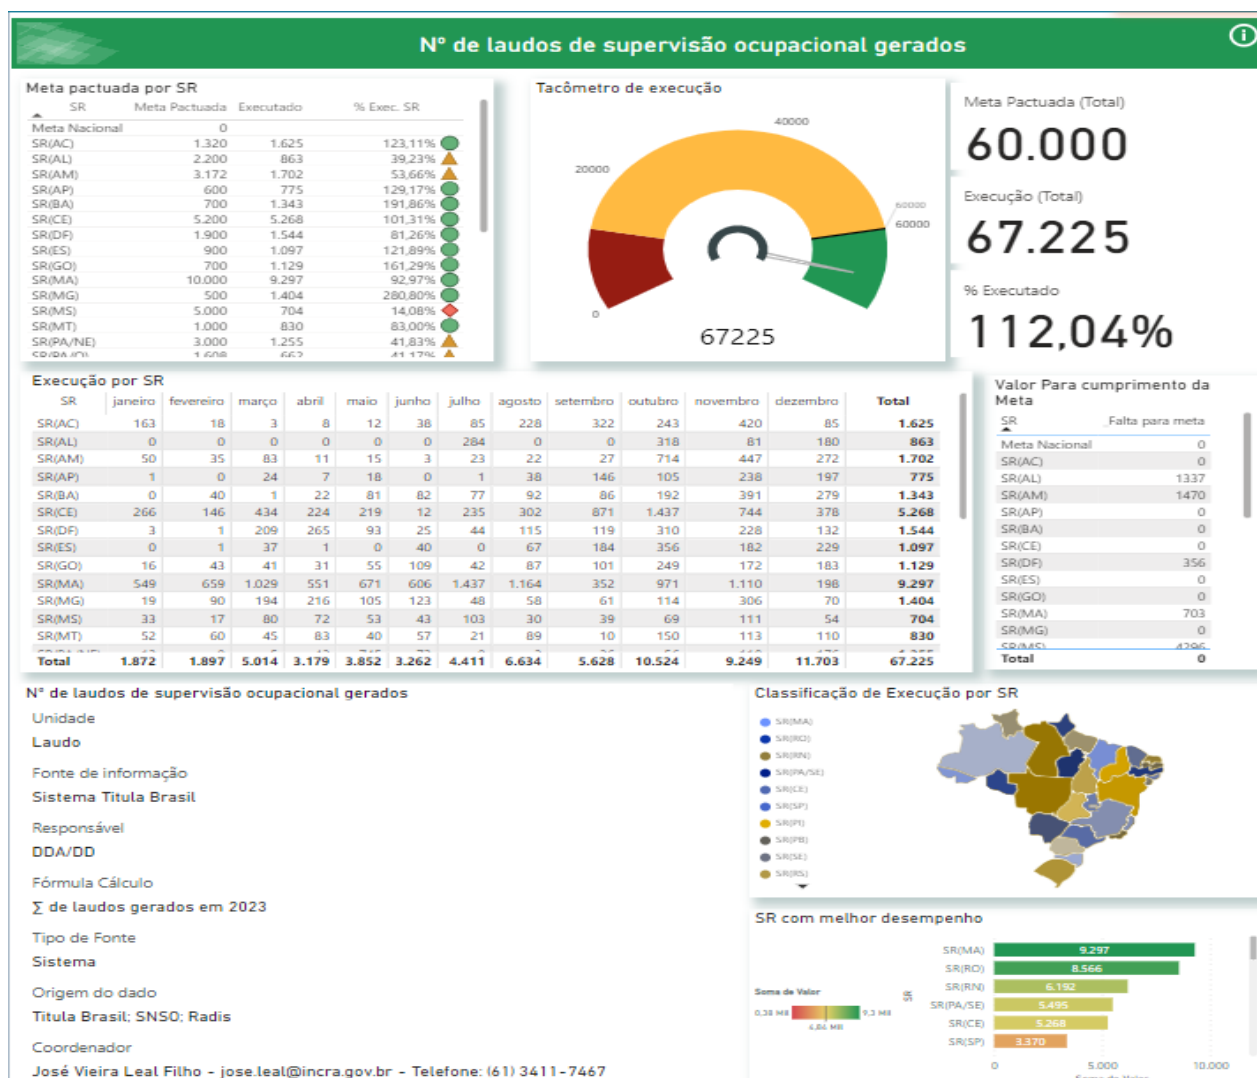 N° de laudos de supervisão ocupacional gerados
Meta pactuada por SR
SR Meta Pactuada Executado % Exec. SR
Meta Nacional 0
SR(AC) 1.320 1.625 123,11%
SR(AL) 2.200 863 39,23%
SR(AM) 3.172 1.702 53,66%
SR(AP) 600 775 129,17%
SR(BA) 700 1.343 191,86%
SR(CE) 5.200 5.268 101,31%
SR(DF) 1.900 1.544 81,26%
SR(ES) 900 1.097 121,89%
SR(GO) 700 1.129 161,29%
SR(MA) 10.000 9.297 92,97%
SR(MG) 500 1.404 280,80%
SR(MS) 5.000 704 14,08%
SR(MT) 1.000 830 83,00%
SR(PA/NE) 3.000 1.255 41,83%
SR(PA/O) 1.608 662 41,17%
Tacômetro de execução
0
20000
40000
60000
60000
67225
Meta Pactuada (Total)
60.000
Execução (Total)
67.225
% Executado
112,04%
Execução por SR
SR janeiro fevereiro março abril maio junho julho agosto setembro outubro novembro dezembro Total
SR(AC) 163 18 3 8 12 38 85 228 322 243 420 85 1.625
SR(AL) 0 0 0 0 0 0 284 0 0 318 81 180 863
SR(AM) 50 35 83 11 15 3 23 22 27 714 447 272 1.702
SR(AP) 1 0 24 7 18 0 1 38 146 105 238 197 775
SR(BA) 0 40 1 22 81 82 77 92 86 192 391 279 1.343
SR(CE) 266 146 434 224 219 12 235 302 871 1.437 744 378 5.268
SR(DF) 3 1 209 265 93 25 44 115 119 310 228 132 1.544
SR(ES) 0 1 37 1 0 40 0 67 184 356 182 229 1.097
SR(GO) 16 43 41 31 55 109 42 87 101 249 172 183 1.129
SR(MA) 549 659 1.029 551 671 606 1.437 1.164 352 971 1.110 198 9.297
SR(MG) 19 90 194 216 105 123 48 58 61 114 306 70 1.404
SR(MS) 33 17 80 72 53 43 103 30 39 69 111 54 704
SR(MT) 52 60 45 83 40 57 21 89 10 150 113 110 830
Total 1.872 1.897 5.014 3.179 3.852 3.262 4.411 6.634 5.628 10.524 9.249 11.703 67.225
Valor Para cumprimento da
Meta
SR Falta para meta
Meta Nacional 0
SR(AC) 0
SR(AL) 1337
SR(AM) 1470
SR(AP) 0
SR(BA) 0
SR(CE) 0
SR(DF) 356
SR(ES) 0
SR(GO) 0
SR(MA) 703
SR(MG) 0
SR(MS) 4296
Total 0
N° de laudos de supervisão ocupacional gerados
Unidade
Laudo
Fonte de informação
Sistema Titula Brasil
Responsável
DDA/DD
Fórmula Cálculo
∑ de laudos gerados em 2023
Tipo de Fonte
Sistema
Origem do dado
Titula Brasil; SNSO; Radis
Coordenador
José Vieira Leal Filho - jose.leal@incra.gov.br - Telefone: (61) 3411-7467
Classificação de Execução por SR
SR(MA)
SR(RO)
SR(RN)
SR(PA/SE)
SR(CE)
SR(SP)
SR(PI)
SR(PB)
SR(SE)
SR(RS)
SR com melhor desempenho
Soma de Valor
0,38 Mil 9,3 Mil
4,84 Mil
SR
SR(MA) 9.297
SR(RO) 8.566
SR(RN) 6.192
SR(PA/SE) 5.495
SR(CE) 5.268
SR(SP) 3.370
0 5.000 10.000
Soma de Valor